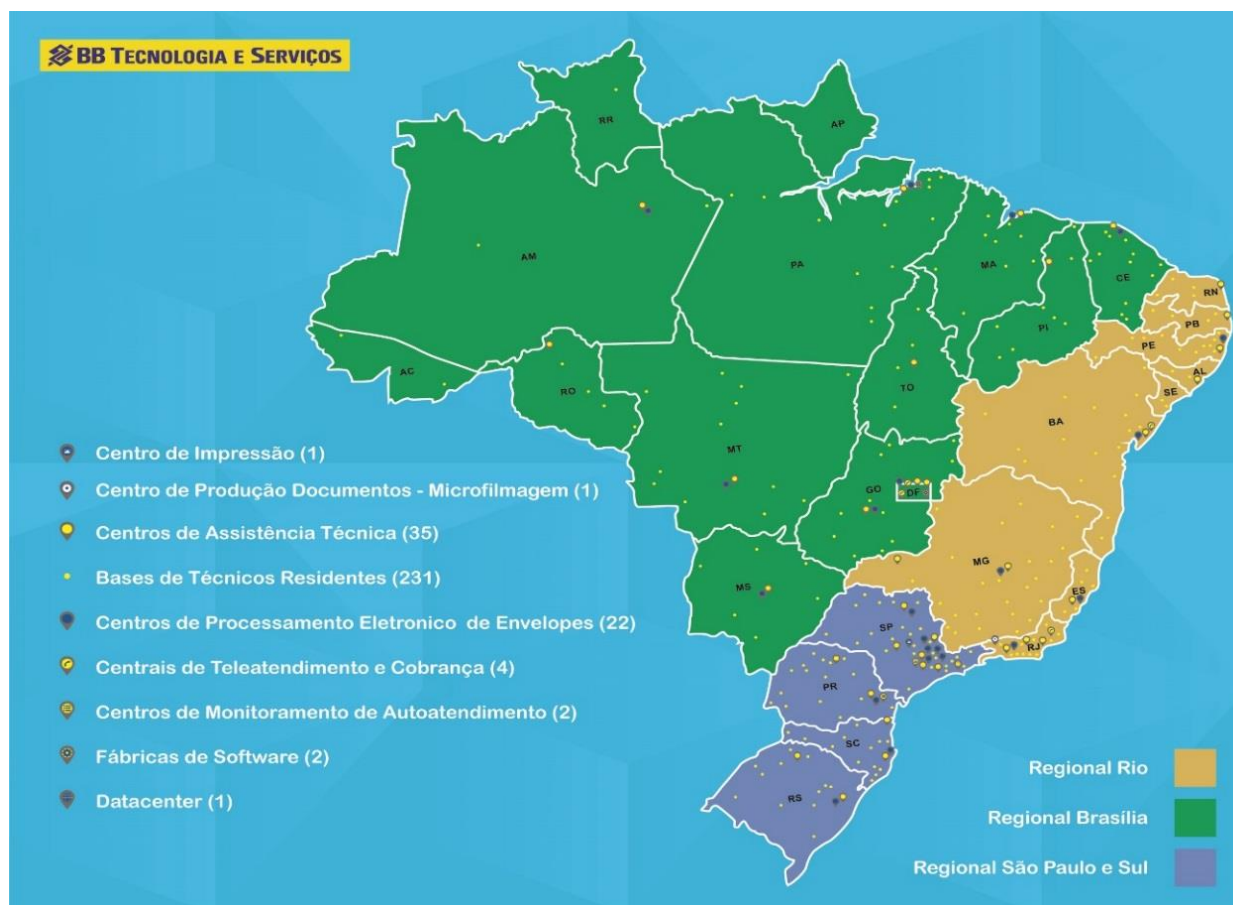 BB TECNOLOGIA E SERVIÇOS
RR
AP
AM
PA
MA
CE
RN
PB
PI
PE
AC
TO
AL
RO
SE
BA
MT
GO
DF
MG
MS
ES
SP
RJ
PR
SC
RS
Centro de Impressão (1)
Centro de Produção Documentos - Microfilmagem (1)
Centros de Assistência Técnica (35)
Bases de Técnicos Residentes (231)
Centros de Processamento Eletronico de Envelopes (22)
Centrais de Teleatendimento e Cobrança (4)
Centros de Monitoramento de Autoatendimento (2)
Fábricas de Software (2)
Datacenter (1)
Regional Rio
Regional Brasília
Regional São Paulo e Sul